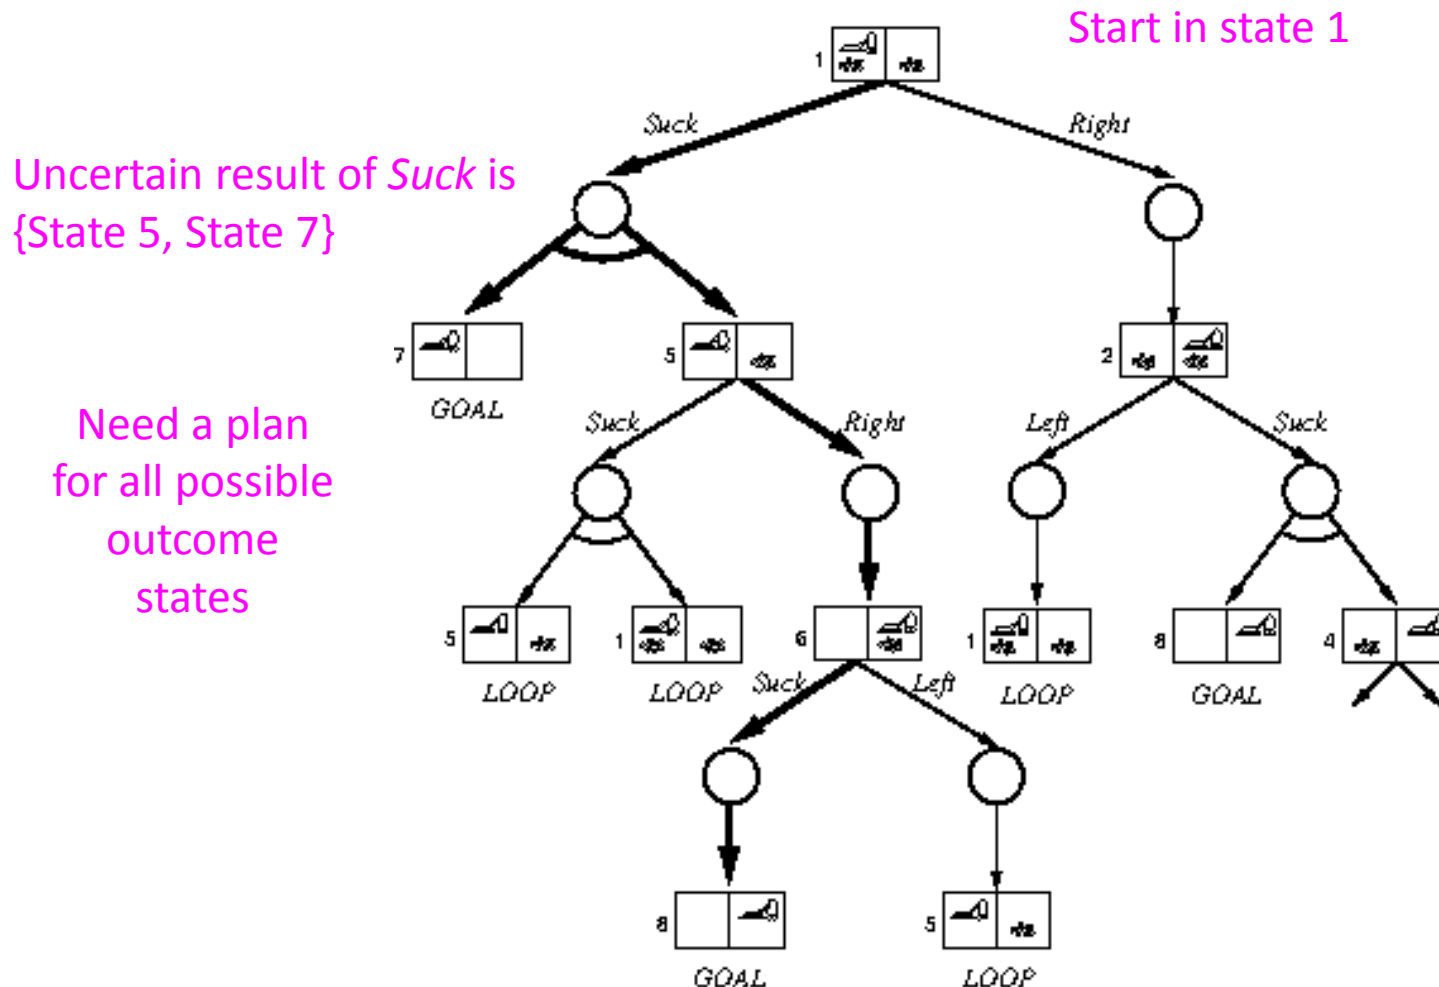 Start in state 1
1
Suck Right
Uncertain result of Suck is
{State 5, State 7}
7 5 2
GOAL
Suck Right Left Suck
Need a plan
for all possible
outcome
states
5 1 6 1 8 4
LOOP LOOP LOOP GOAL
Suck Left
8 5
GOAL LOOP